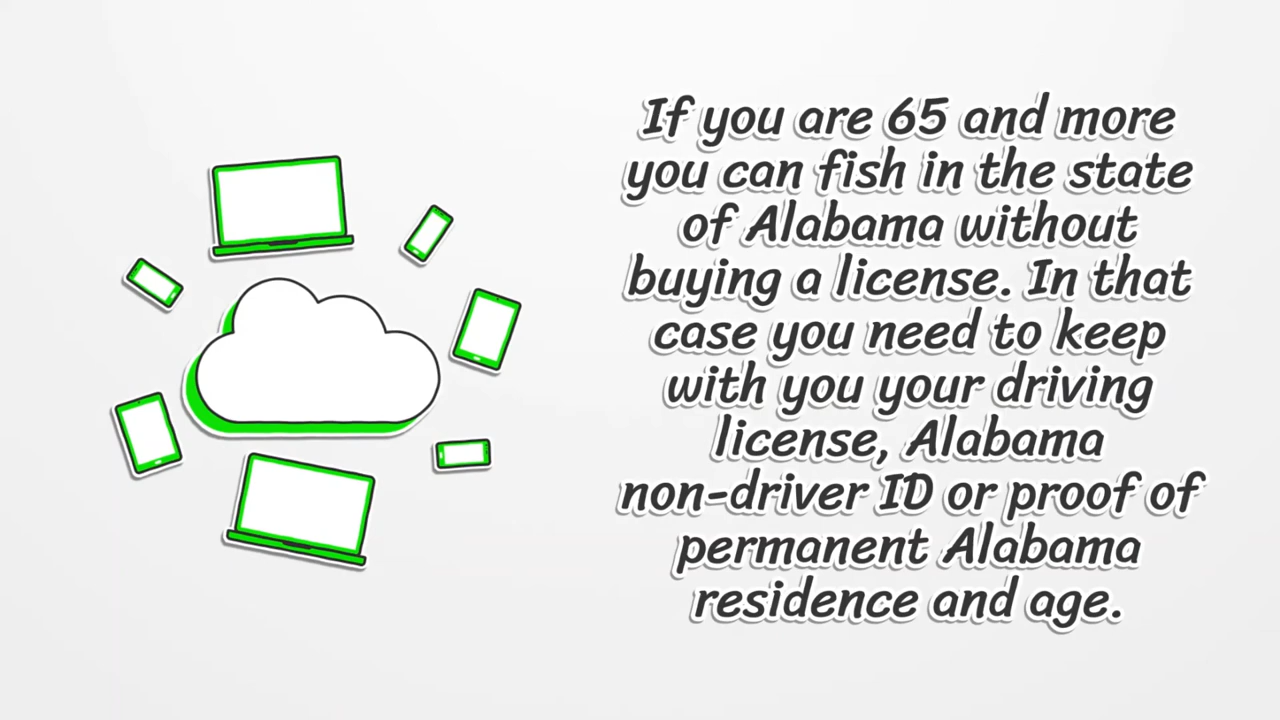 If you are 65 and more
you can fish in the state
of Alabama without
buying a license. In that
case you need to keep
with you your driving
license, Alabama
non-driver ID or proof of
permanent Alabama
residence and age.